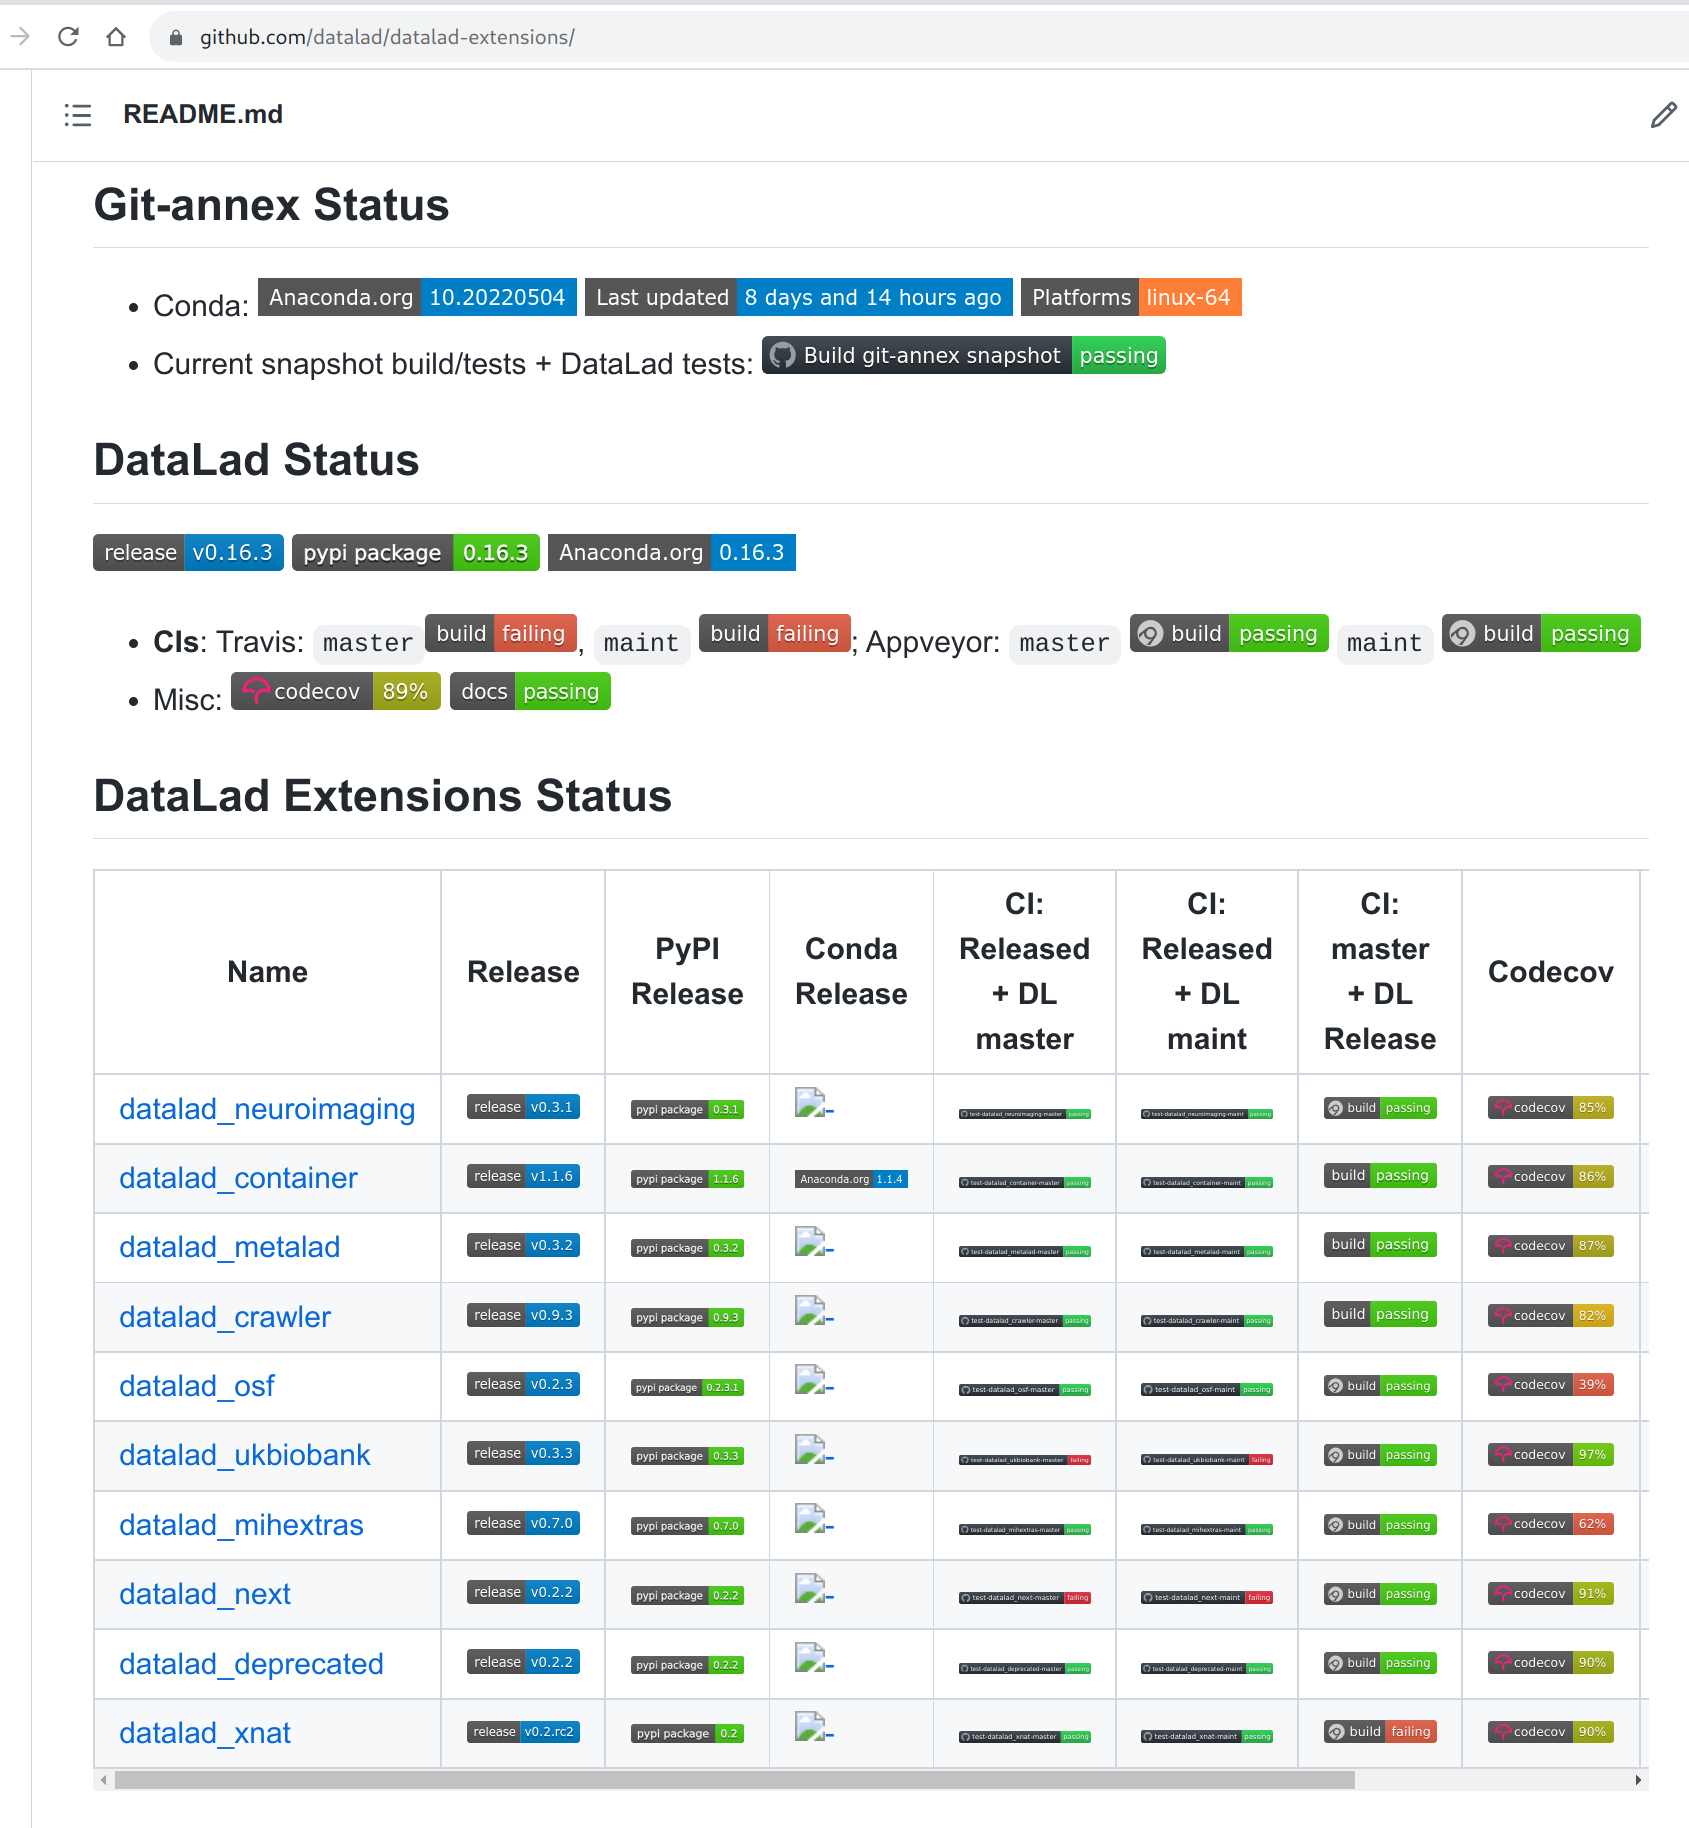 github.com/datalad/datalad-extensions/
README.md
Git-annex Status
Conda: Anaconda.org 10.20220504 Last updated 8 days and 14 hours ago Platforms linux-64
Current snapshot build/tests + DataLad tests: Build git-annex snapshot passing
DataLad Status
release v0.16.3 pypi package 0.16.3 Anaconda.org 0.16.3
CIs: Travis: master build failing, maint build failing; Appveyor: master build passing maint build passing
Misc: codecov 89% docs passing
DataLad Extensions Status
Name Release PyPI Release Conda Release CI: Released + DL master CI: Released + DL maint CI: master + DL Release Codecov
datalad_neuroimaging release v0.3.1 pypi package 0.3.1 - test-datalad_neuroimaging-master passing test-datalad_neuroimaging-maint passing build passing codecov 85%
datalad_container release v1.1.6 pypi package 1.1.6 Anaconda.org 1.1.4 test-datalad_container-master passing test-datalad_container-maint passing build passing codecov 86%
datalad_metalad release v0.3.2 pypi package 0.3.2 - test-datalad_metalad-master passing test-datalad_metalad-maint passing build passing codecov 87%
datalad_crawler release v0.9.3 pypi package 0.9.3 - test-datalad_crawler-master passing test-datalad_crawler-maint passing build passing codecov 82%
datalad_osf release v0.2.3 pypi package 0.2.3.1 - test-datalad_osf-master passing test-datalad_osf-maint passing build passing codecov 39%
datalad_ukbiobank release v0.3.3 pypi package 0.3.3 - test-datalad_ukbiobank-master failing test-datalad_ukbiobank-maint failing build passing codecov 97%
datalad_mihextras release v0.7.0 pypi package 0.7.0 - test-datalad_mihextras-master passing test-datalad_mihextras-maint passing build passing codecov 62%
datalad_next release v0.2.2 pypi package 0.2.2 - test-datalad_next-master failing test-datalad_next-maint failing build passing codecov 91%
datalad_deprecated release v0.2.2 pypi package 0.2.2 - test-datalad_deprecated-master passing test-datalad_deprecated-maint passing build passing codecov 90%
datalad_xnat release v0.2.rc2 pypi package 0.2 - test-datalad_xnat-master passing test-datalad_xnat-maint passing build failing codecov 90%